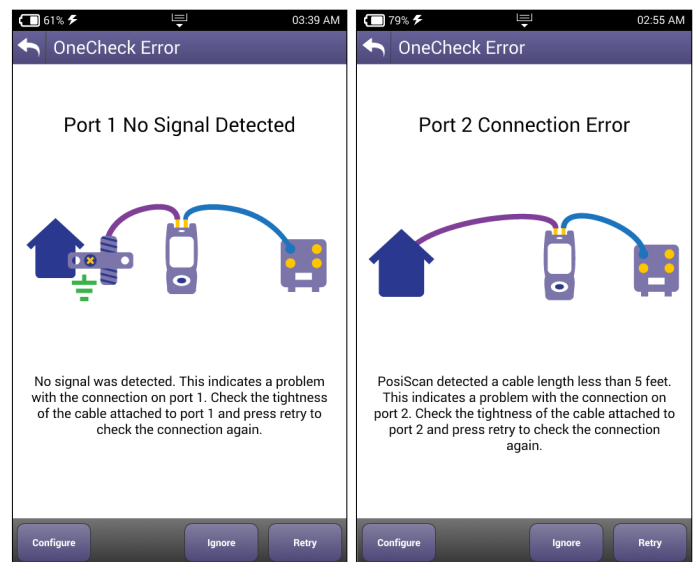 61%
03:39 AM
OneCheck Error
Port 1 No Signal Detected
No signal was detected. This indicates a problem
with the connection on port 1. Check the tightness
of the cable attached to port 1 and press retry to
check the connection again.
Configure
Ignore
Retry
79%
02:55 AM
OneCheck Error
Port 2 Connection Error
PosiScan detected a cable length less than 5 feet.
This indicates a problem with the connection on
port 2. Check the tightness of the cable attached to
port 2 and press retry to check the connection
again.
Configure
Ignore
Retry